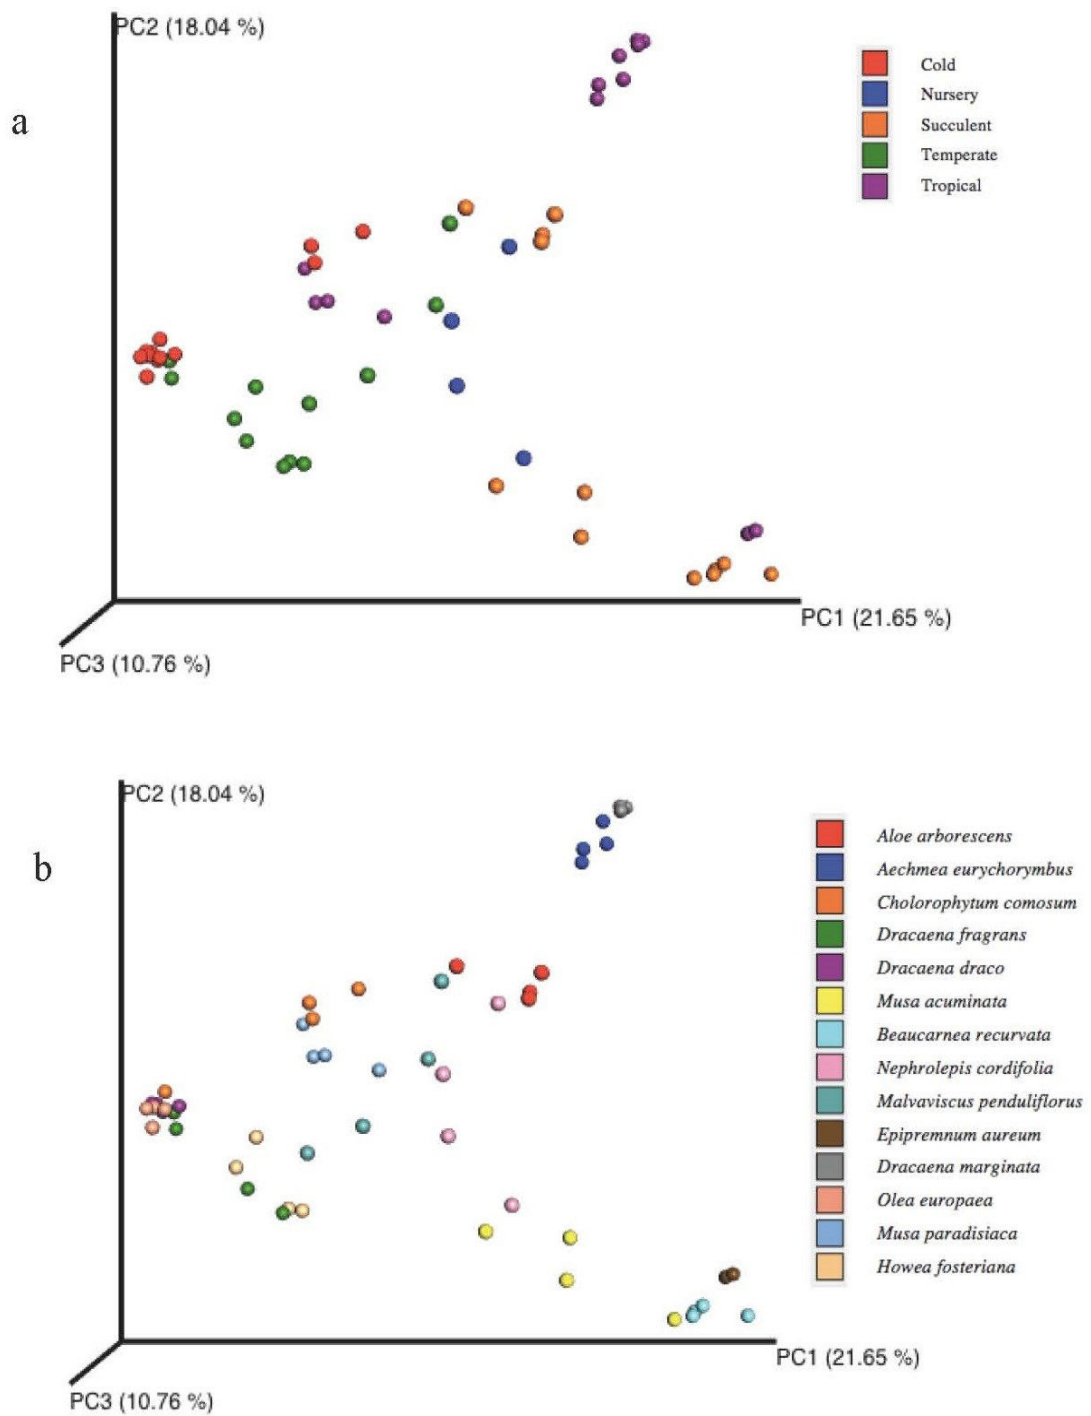 PC2 (18.04 %)
a
Cold
Nursery
Succulent
Temperate
Tropical
PC1 (21.65 %)
PC3 (10.76 %)
PC2 (18.04 %)
b
Aloe arborescens
Aechmea eurychorymbus
Cholorophytum comosum
Dracaena fragrans
Dracaena draco
Musa acuminata
Beaucarnea recurvata
Nephrolepis cordifolia
Malvaviscus penduliflorus
Epipremnum aureum
Dracaena marginata
Olea europaea
Musa paradisiaca
Howea fosteriana
PC1 (21.65 %)
PC3 (10.76 %)